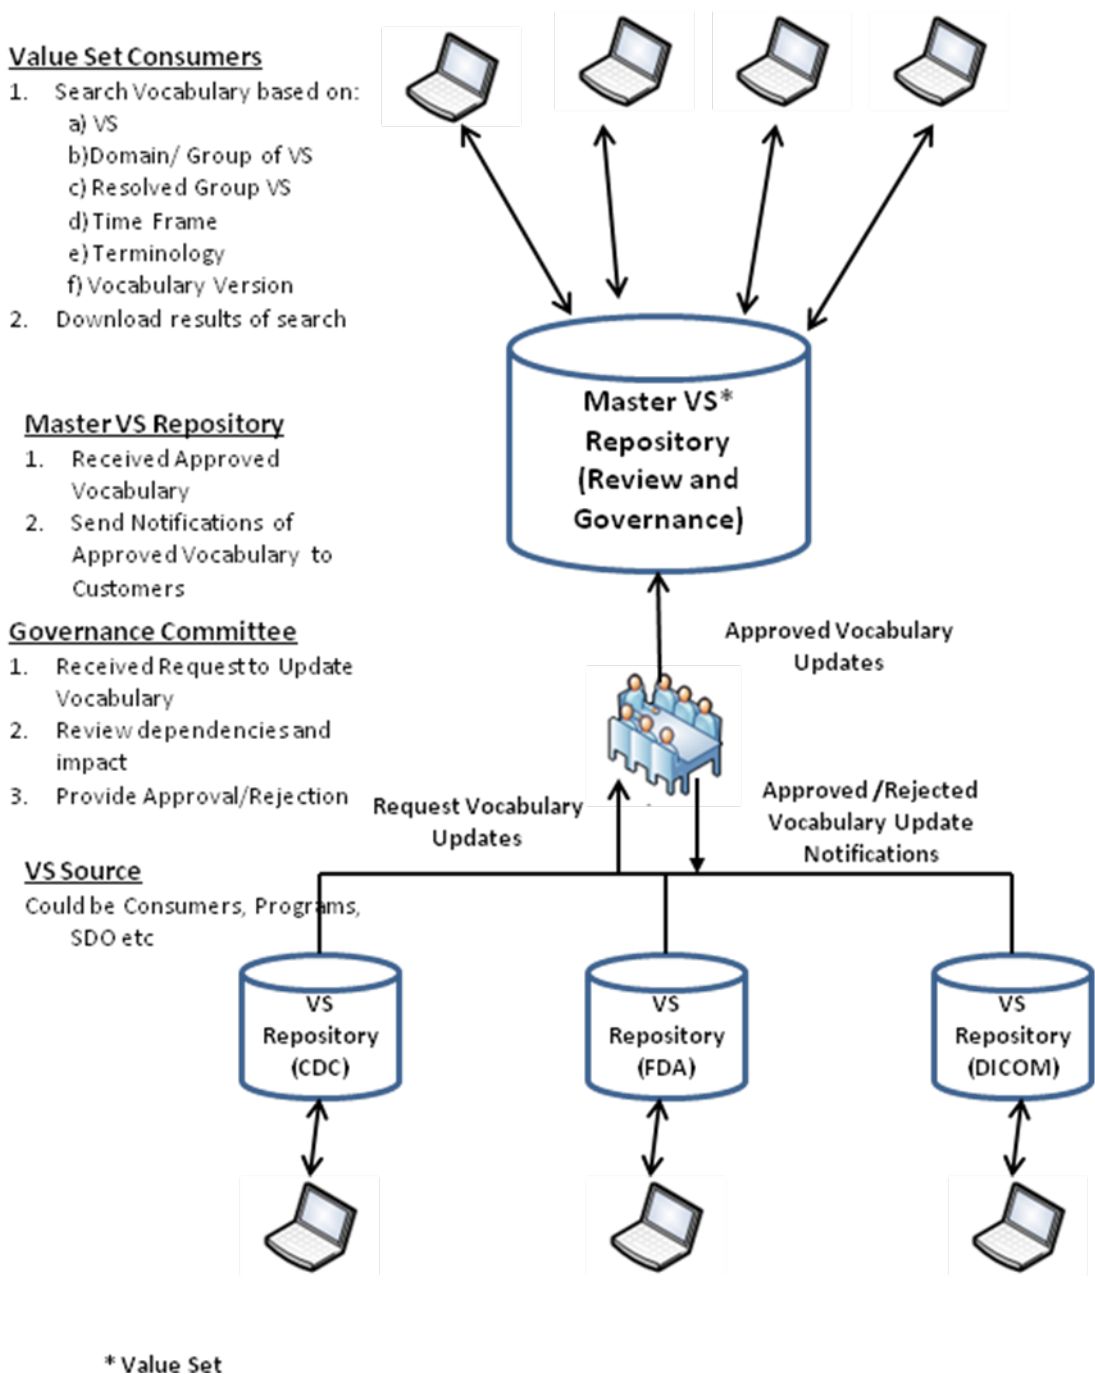 Value Set Consumers
1. Search Vocabulary based on:
a) VS
b)Domain/ Group of VS
c) Resolved Group VS
d) Time Frame
e) Terminology
f) Vocabulary Version
2. Download results of search
Master VS*
Repository
(Review and
Governance)
Master VS Repository
1. Received Approved
Vocabulary
2. Send Notifications of
Approved Vocabulary to
Customers
Governance Committee
1. Received Request to Update
Vocabulary
2. Review dependencies and
impact
3. Provide Approval/Rejection
Approved Vocabulary
Updates
Request Vocabulary
Updates
Approved /Rejected
Vocabulary Update
Notifications
VS Source
Could be Consumers, Programs,
SDO etc
VS
Repository
(CDC)
VS
Repository
(FDA)
VS
Repository
(DICOM)
* Value Set